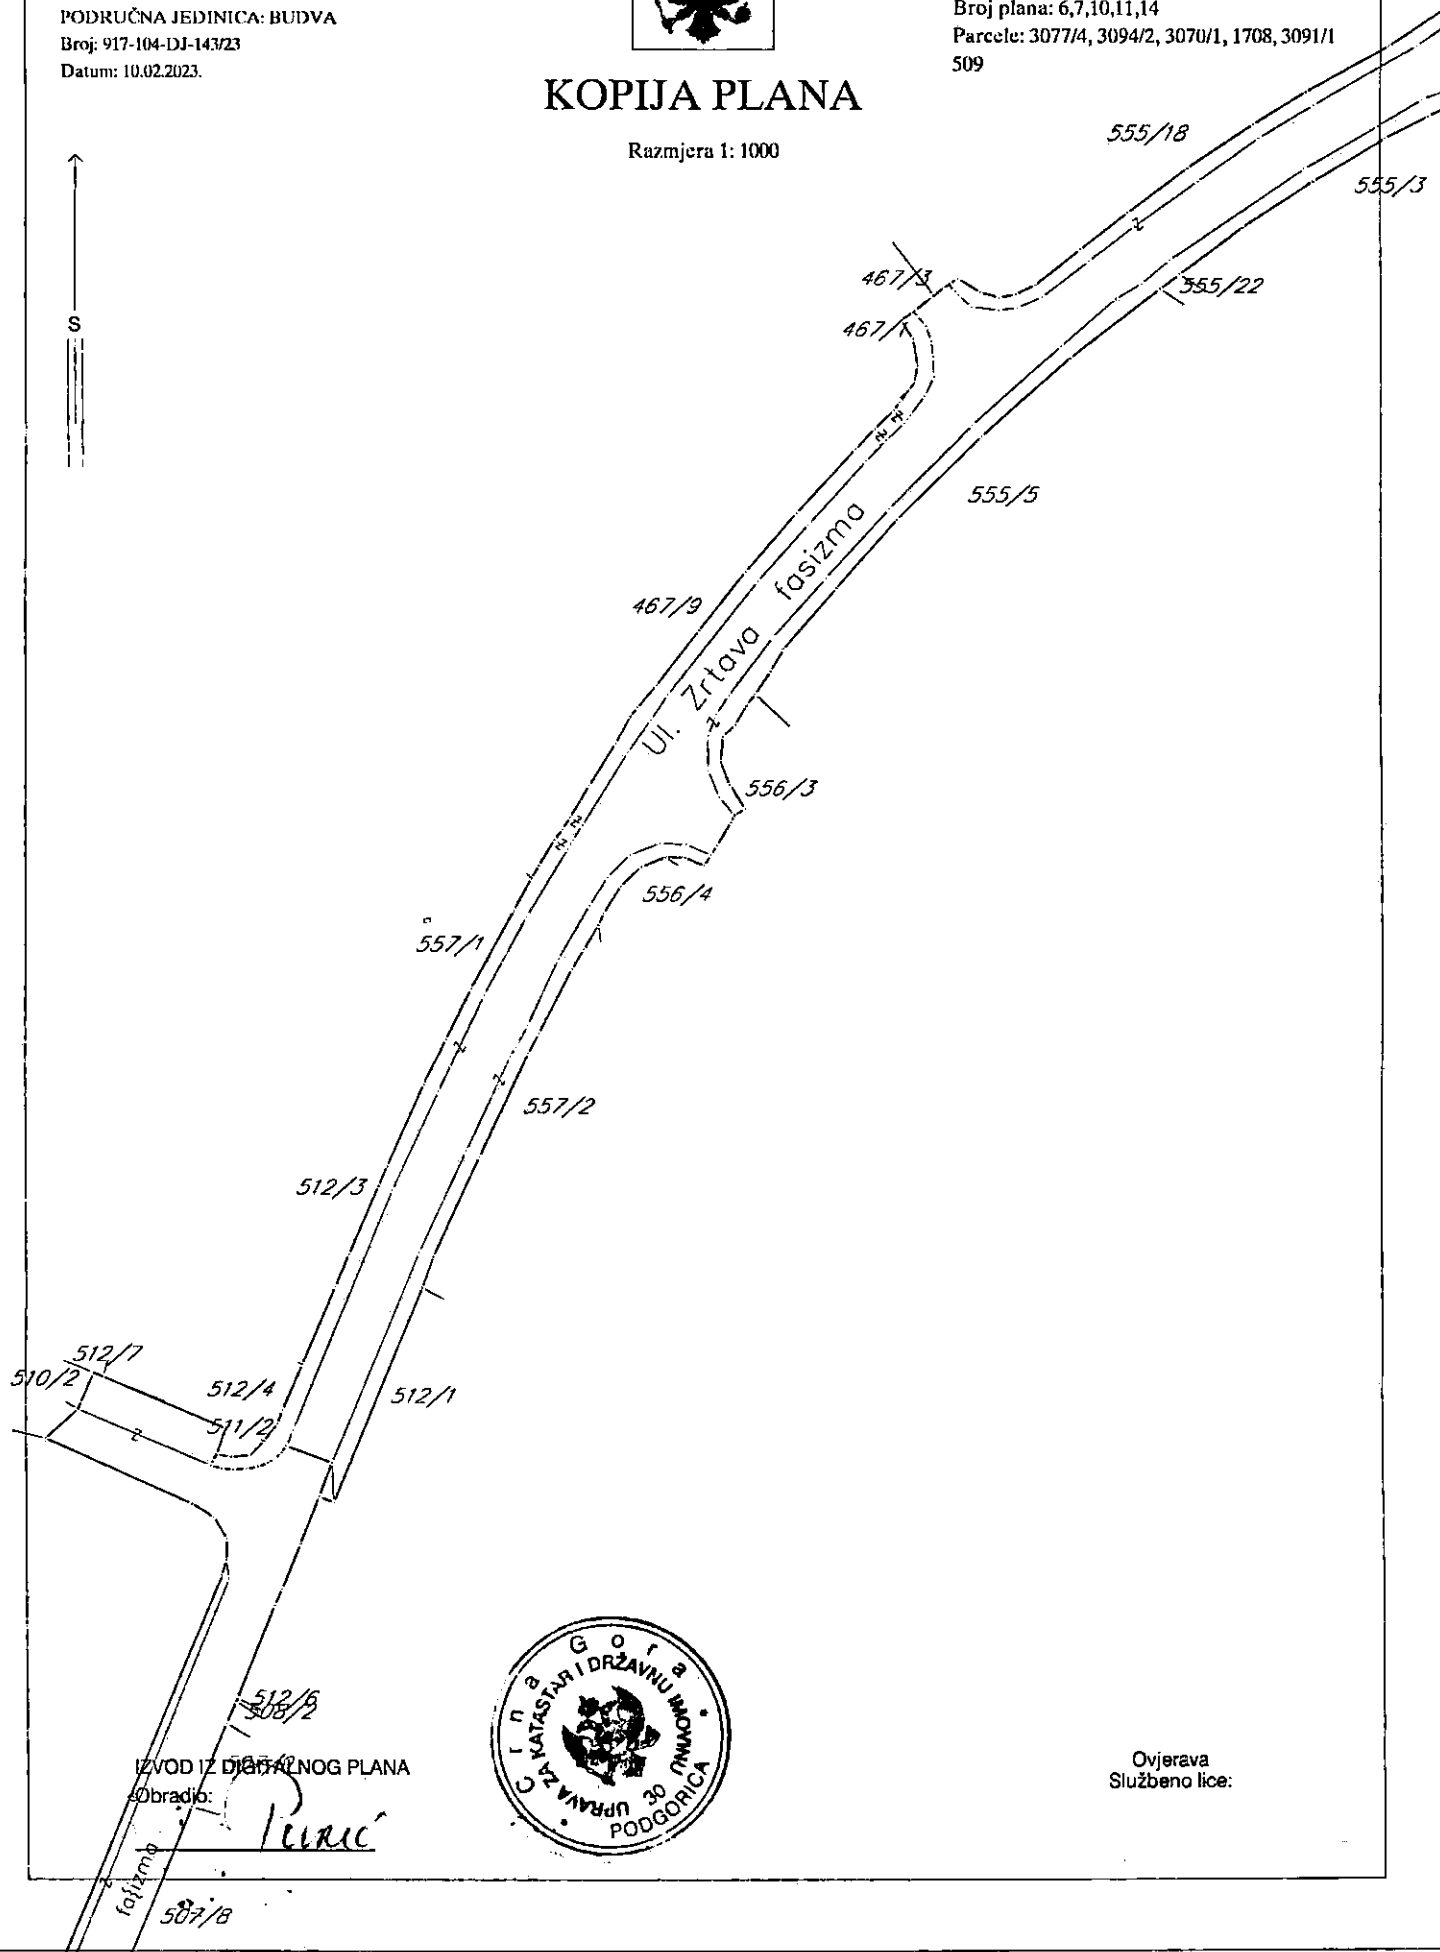 PODRUČNA JEDINICA: BUDVA
Broj: 917-104-DJ-143/23
Datum: 10.02.2023.
Broj plana: 6,7,10,11,14
Parcele: 3077/4, 3094/2, 3070/1, 1708, 3091/1
509
KOPIJA PLANA
Razmjera 1: 1000
S
555/18
555/3
467/3
555/22
467/1
555/5
467/9
Ul. Zrtava fasizma
556/3
556/4
557/1
557/2
512/3
512/7
510/2
512/4
512/1
511/2
512/6
508/2
IZVOD IZ DIGITALNOG PLANA
Obradio:
Crna Gora
UPRAVA ZA KATASTAR I DRŽAVNU IMOVINU
30
PODGORICA
Ovjerava
Službeno lice:
fasizma
507/8